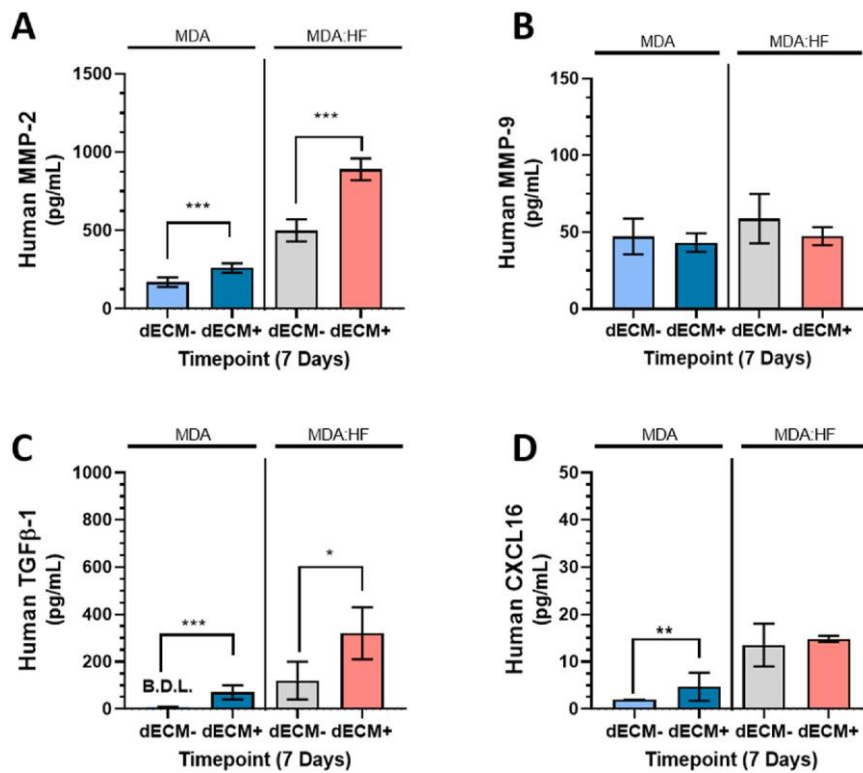 A
MDA
MDA:HF
Human MMP-2
(pg/mL)
1500
1000
500
0
***
***
dECM- dECM+ dECM- dECM+
Timepoint (7 Days)
B
MDA
MDA:HF
Human MMP-9
(pg/mL)
150
100
50
0
dECM- dECM+ dECM- dECM+
Timepoint (7 Days)
C
MDA
MDA:HF
Human TGFβ-1
(pg/mL)
1000
800
600
400
200
0
***
*
B.D.L.
dECM- dECM+ dECM- dECM+
Timepoint (7 Days)
D
MDA
MDA:HF
Human CXCL16
(pg/mL)
50
40
30
20
10
0
**
dECM- dECM+ dECM- dECM+
Timepoint (7 Days)